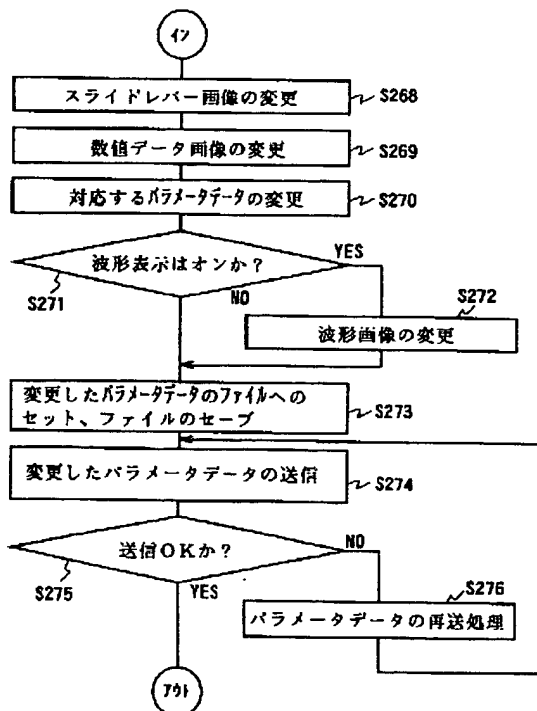 イン
スライドレバー画像の変更
S268
数値データ画像の変更
S269
対応するパラメータデータの変更
S270
波形表示はオンか？
YES
S271
NO
S272
波形画像の変更
変更したパラメータデータのファイルへの
セット、ファイルのセーブ
S273
変更したパラメータデータの送信
S274
送信OKか？
NO
S275
YES
S276
パラメータデータの再送処理
アウト